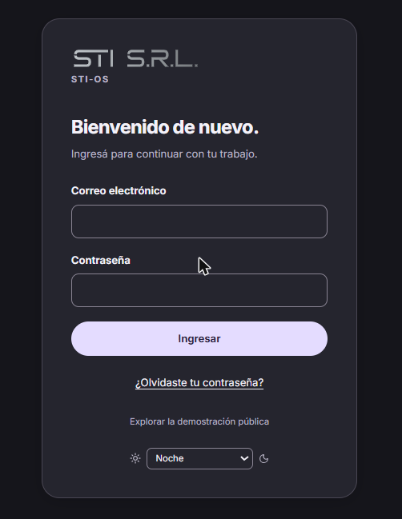 STI S.R.L.
STI-OS
Bienvenido de nuevo.
Ingresá para continuar con tu trabajo.
Correo electrónico
Contraseña
Ingresar
¿Olvidaste tu contraseña?
Explorar la demostración pública
Noche